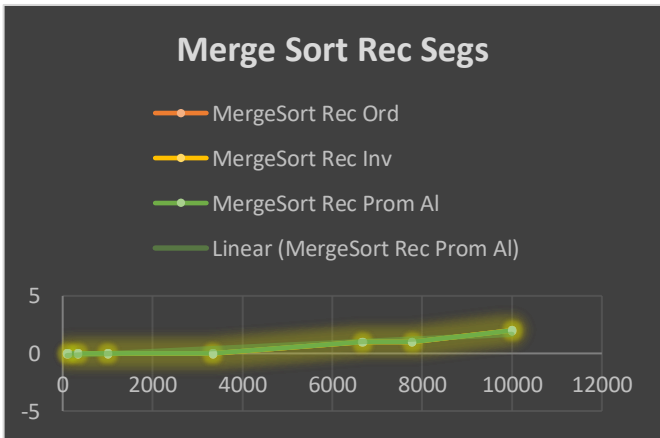 Merge Sort Rec Segs
MergeSort Rec Ord
MergeSort Rec Inv
MergeSort Rec Prom Al
Linear (MergeSort Rec Prom Al)
5
0
-5
0 2000 4000 6000 8000 10000 12000